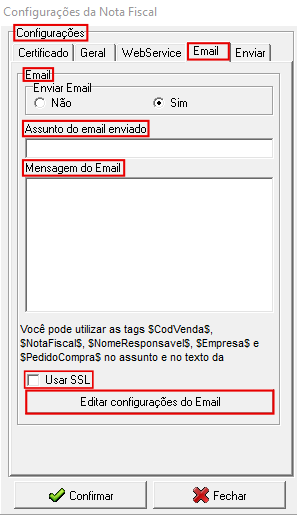 Configurações da Nota Fiscal
Configurações
Certificado Geral WebService Email Enviar
Email
Enviar Email
Não Sim
Assunto do email enviado
Mensagem do Email
Você pode utilizar as tags $CodVenda$,
$NotaFiscal$, $NomeResponsavel$, $Empresa$ e
$PedidoCompra$ no assunto e no texto da
Usar SSL
Editar configurações do Email
Confirmar Fechar